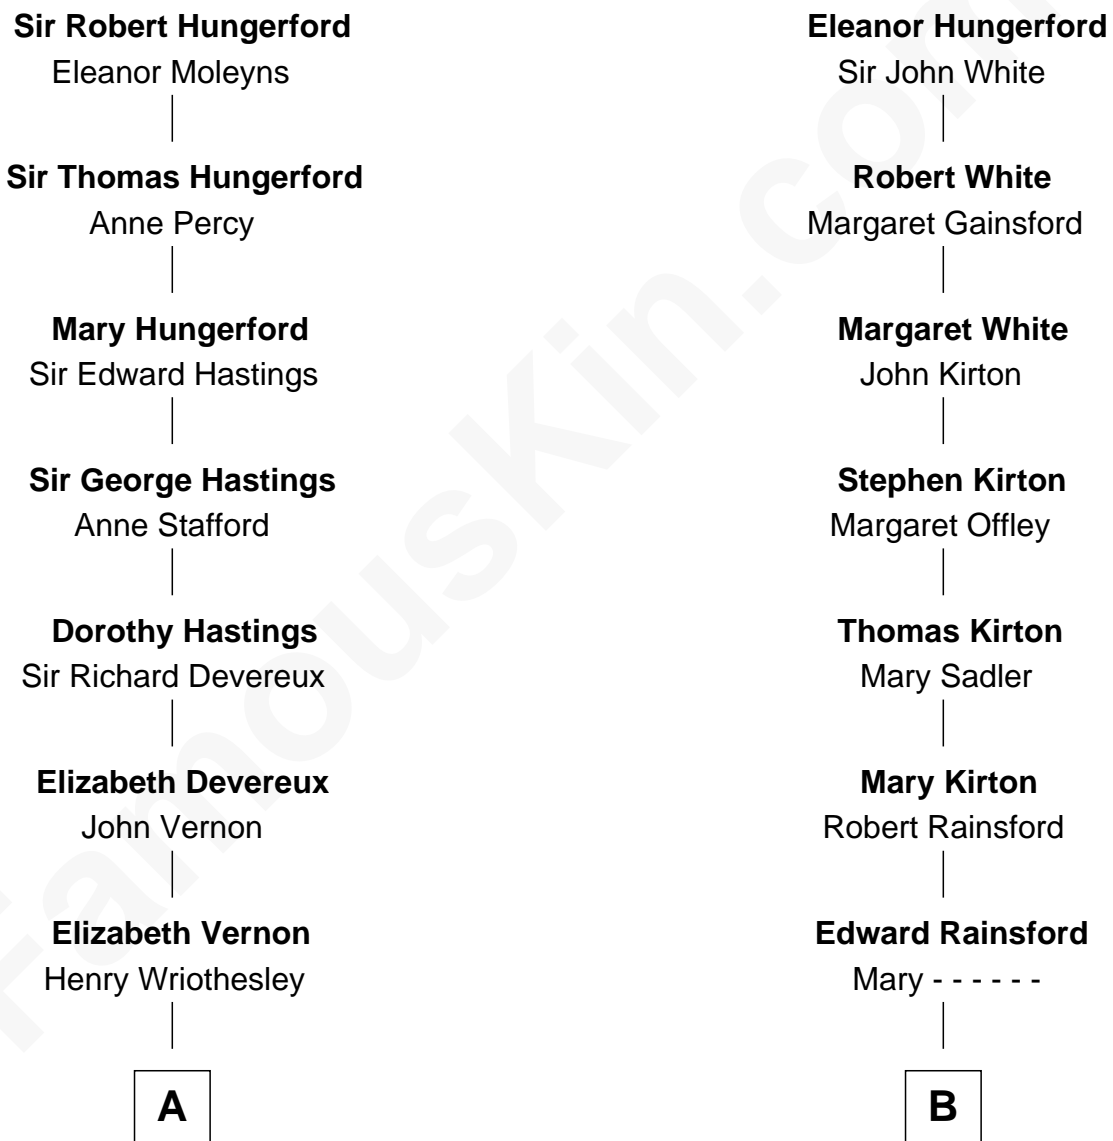 Sir Robert Hungerford
Eleanor Moleyns
Sir Thomas Hungerford
Anne Percy
Mary Hungerford
Sir Edward Hastings
Sir George Hastings
Anne Stafford
Dorothy Hastings
Sir Richard Devereux
Elizabeth Devereux
John Vernon
Elizabeth Vernon
Henry Wriothesley
A
Eleanor Hungerford
Sir John White
Robert White
Margaret Gainsford
Margaret White
John Kirton
Stephen Kirton
Margaret Offley
Thomas Kirton
Mary Sadler
Mary Kirton
Robert Rainsford
Edward Rainsford
Mary - - - - - -
B
FamousKin.com